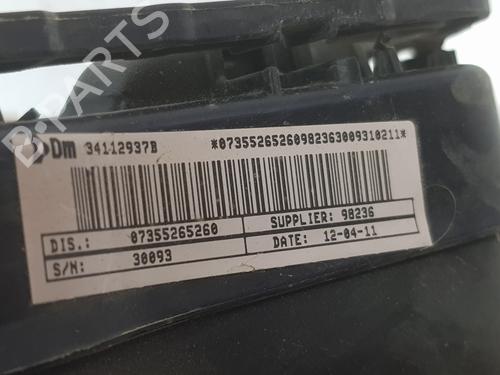 B-PARTS
Dm 34112937B *07355265260982363009310211*
DIS.: 07355265260 SUPPLIER: 98236
S/N: 30093 DATE: 12-04-11